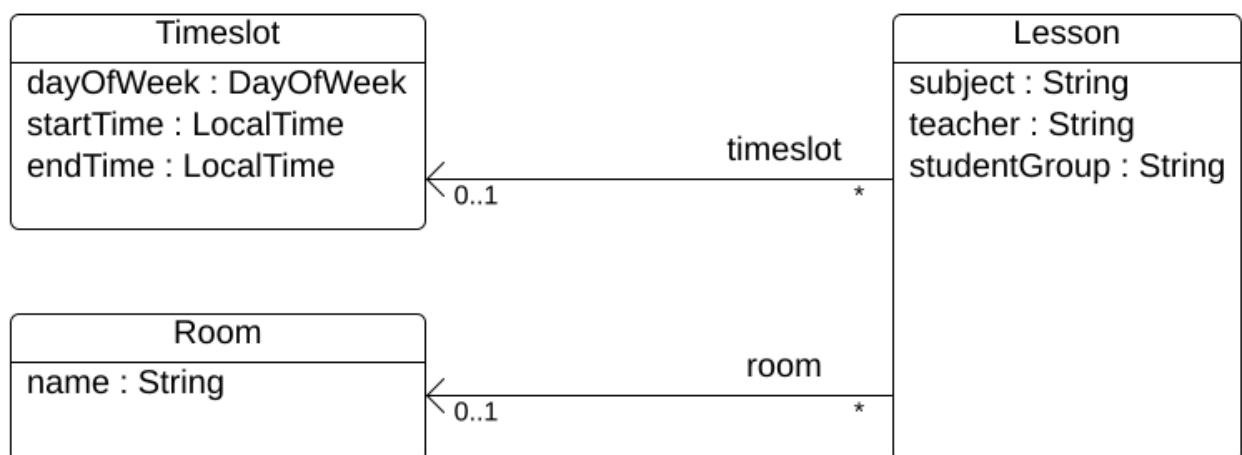 Timeslot
dayOfWeek : DayOfWeek
startTime : LocalTime
endTime : LocalTime
timeslot
0..1
*
Lesson
subject : String
teacher : String
studentGroup : String
Room
name : String
room
0..1
*